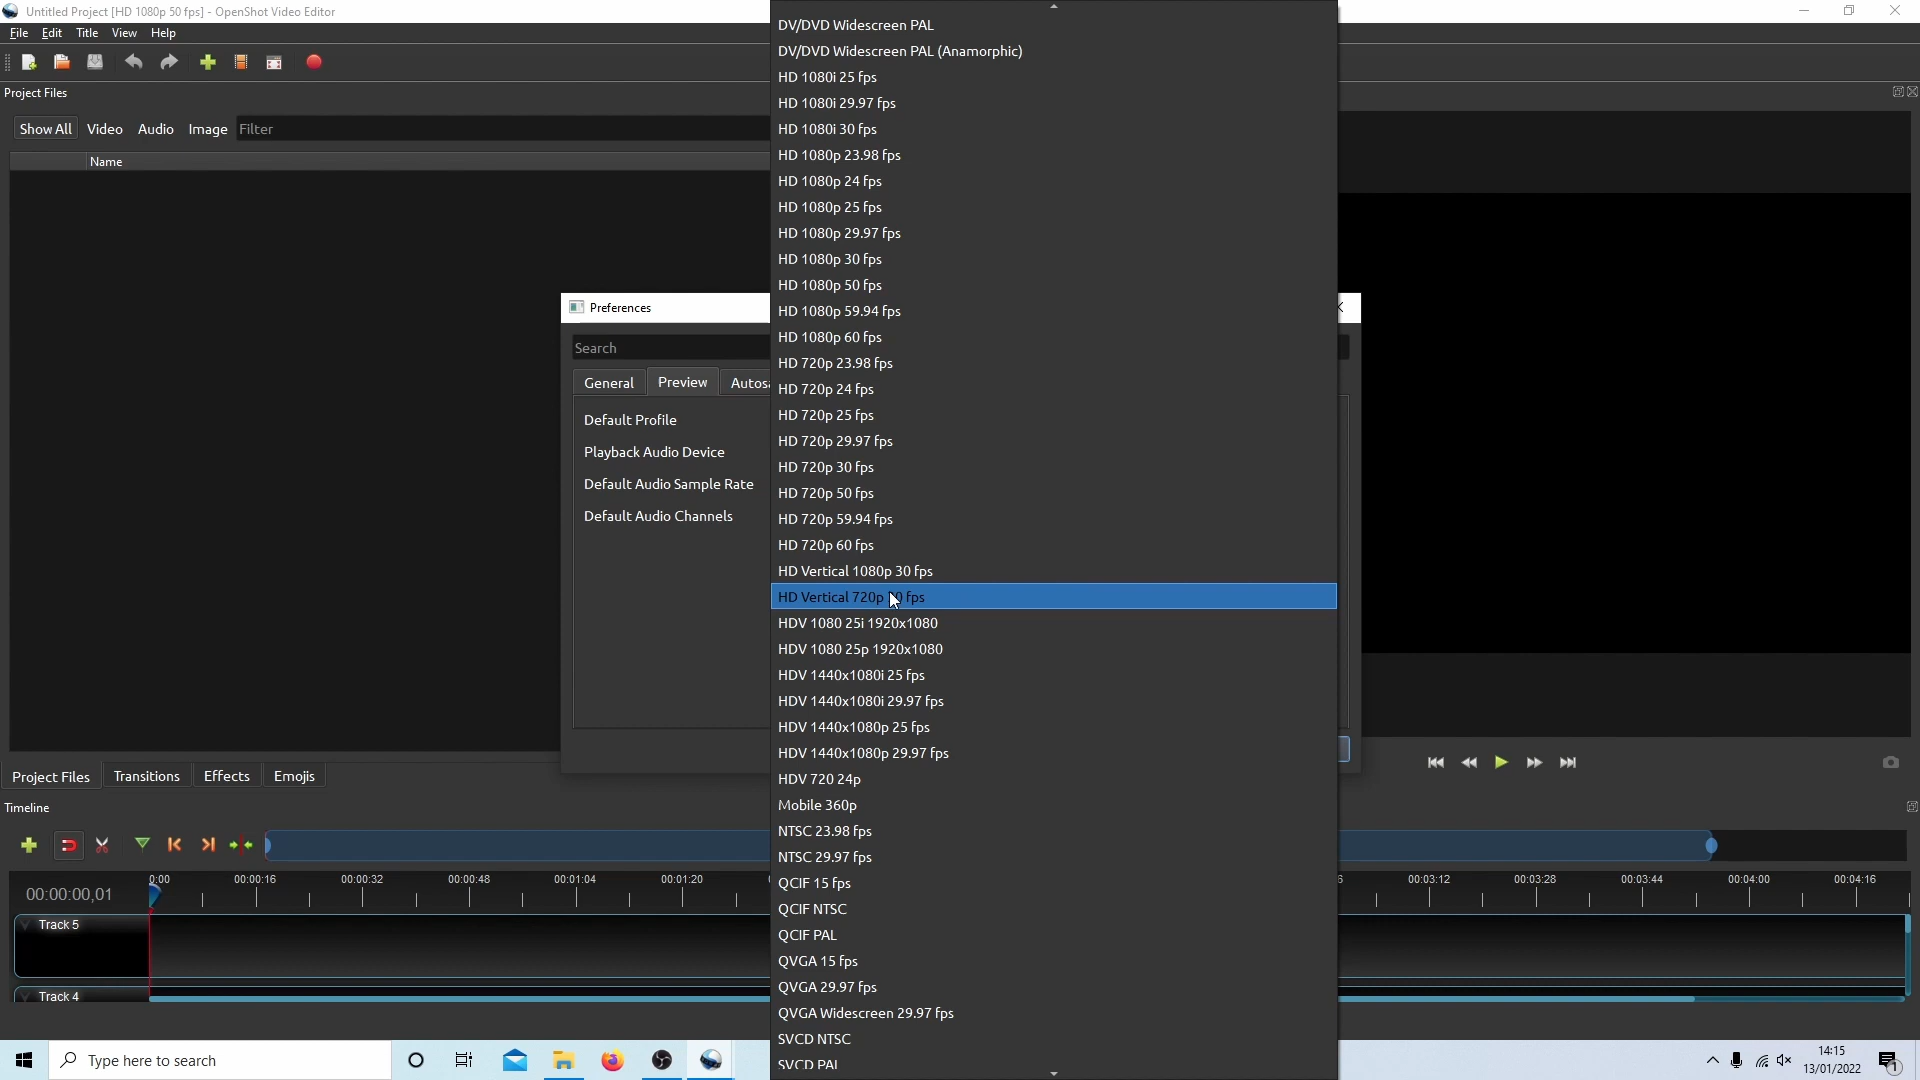 Untitled Project [HD 1080p 50 fps] - OpenShot Video Editor
File Edit Title View Help
Project Files
Show All Video Audio Image Filter
Name
DV/DVD Widescreen PAL
DV/DVD Widescreen PAL (Anamorphic)
HD 1080i 25 fps
HD 1080i 29.97 fps
HD 1080i 30 fps
HD 1080p 23.98 fps
HD 1080p 24 fps
HD 1080p 25 fps
HD 1080p 29.97 fps
HD 1080p 30 fps
HD 1080p 50 fps
HD 1080p 59.94 fps
HD 1080p 60 fps
HD 720p 23.98 fps
HD 720p 24 fps
HD 720p 25 fps
HD 720p 29.97 fps
HD 720p 30 fps
HD 720p 50 fps
HD 720p 59.94 fps
HD 720p 60 fps
HD Vertical 1080p 30 fps
HD Vertical 720p fps
HDV 1080 25i 1920x1080
HDV 1080 25p 1920x1080
HDV 1440x1080i 25 fps
HDV 1440x1080i 29.97 fps
HDV 1440x1080p 25 fps
HDV 1440x1080p 29.97 fps
HDV 720 24p
Mobile 360p
NTSC 23.98 fps
NTSC 29.97 fps
QCIF 15 fps
QCIF NTSC
QCIF PAL
QVGA 15 fps
QVGA 29.97 fps
QVGA Widescreen 29.97 fps
SVCD NTSC
SVCD PAL
Preferences
Search
General Preview
Default Profile
Playback Audio Device
Default Audio Sample Rate
Default Audio Channels
Project Files Transitions Effects Emojis
Timeline
00:00:00,01
0:00 00:00:16 00:00:32 00:00:48 00:01:04 00:01:20 00:03:12 00:03:28 00:03:44 00:04:00 00:04:16
Track 5
Track 4
Type here to search
14:15
13/01/2022
1